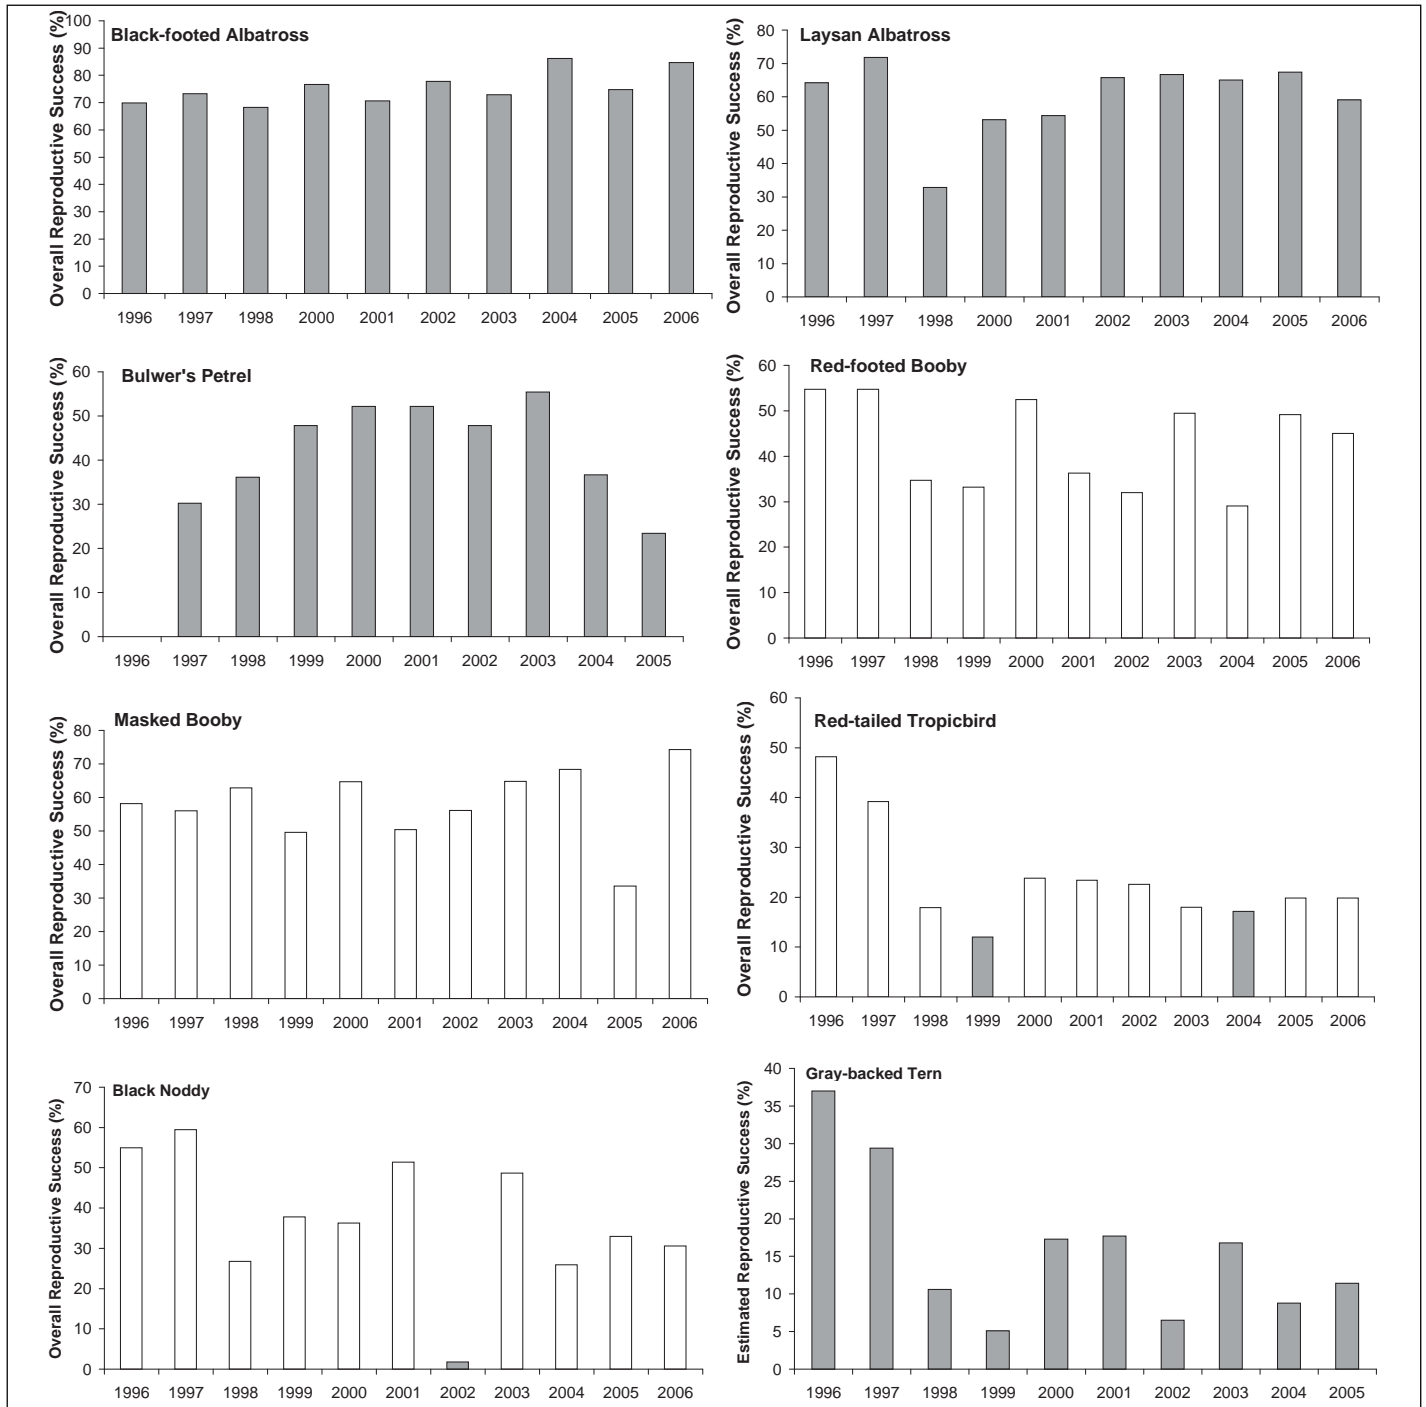 Black-footed Albatross
Overall Reproductive Success (%)
100
90
80
70
60
50
40
30
20
10
0
1996 1997 1998 2000 2001 2002 2003 2004 2005 2006
Laysan Albatross
Overall Reproductive Success (%)
80
70
60
50
40
30
20
10
0
1996 1997 1998 2000 2001 2002 2003 2004 2005 2006
Bulwer's Petrel
Overall Reproductive Success (%)
60
50
40
30
20
10
0
1996 1997 1998 1999 2000 2001 2002 2003 2004 2005
Red-footed Booby
Overall Reproductive Success (%)
60
50
40
30
20
10
0
1996 1997 1998 1999 2000 2001 2002 2003 2004 2005 2006
Masked Booby
Overall Reproductive Success (%)
80
70
60
50
40
30
20
10
0
1996 1997 1998 1999 2000 2001 2002 2003 2004 2005 2006
Red-tailed Tropicbird
Overall Reproductive Success (%)
60
50
40
30
20
10
0
1996 1997 1998 1999 2000 2001 2002 2003 2004 2005 2006
Black Noddy
Overall Reproductive Success (%)
70
60
50
40
30
20
10
0
1996 1997 1998 1999 2000 2001 2002 2003 2004 2005 2006
Gray-backed Tern
Estimated Reproductive Success (%)
40
35
30
25
20
15
10
5
0
1996 1997 1998 1999 2000 2001 2002 2003 2004 2005